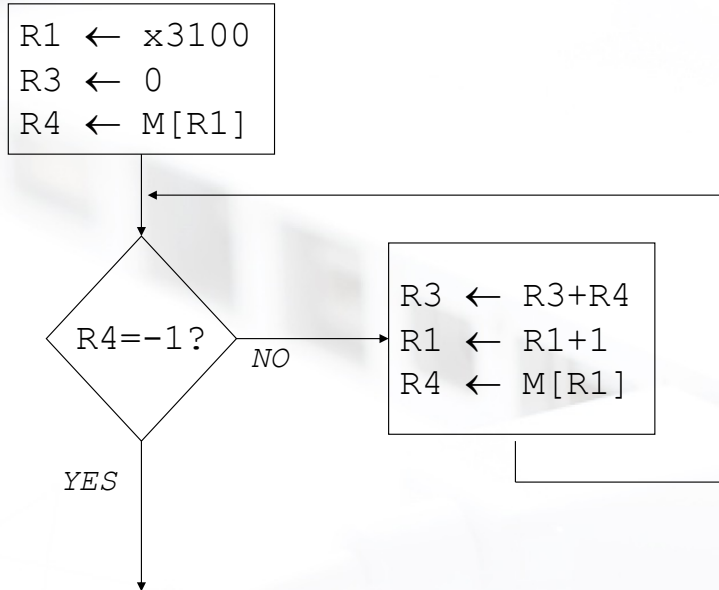 R1 ← x3100
R3 ← 0
R4 ← M[R1]
R4=-1?
NO
R3 ← R3+R4
R1 ← R1+1
R4 ← M[R1]
YES